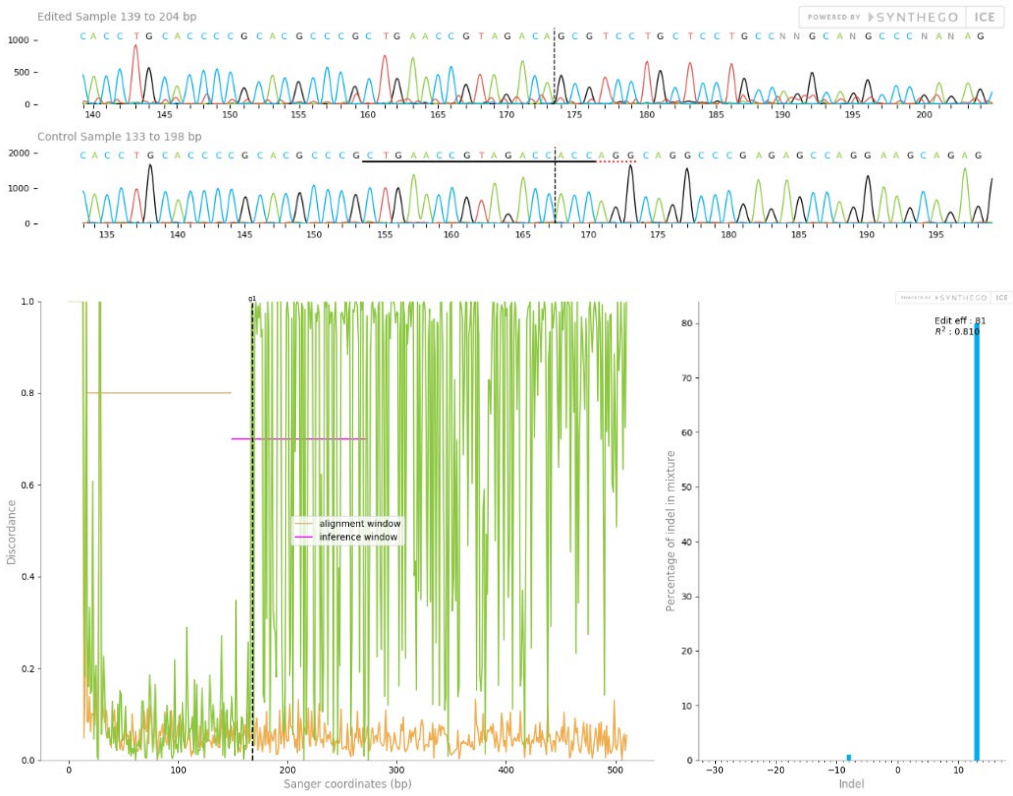 Edited Sample 139 to 204 bp
POWERED BY SYNTHEGO ICE
C A C C T G C A C C C C G C A C G C C C G C T G A A C C G T A G A C A G C G T C C T G C T C C T G C C N N G C A N G C C C N A N A G
1000
500
0
140 145 150 155 160 165 170 175 180 185 190 195 200
Control Sample 133 to 198 bp
C A C C T G C A C C C C G C A C G C C C G C T G A A C C G T A G A C C A C C A G G C A G G C C C G A G A G C C A G G A A G C A G A G
2000
1000
0
135 140 145 150 155 160 165 170 175 180 185 190 195
g1
1.0
0.8
0.6
0.4
0.2
0.0
Discordance
alignment window
inference window
0 100 200 300 400 500
Sanger coordinates (bp)
POWERED BY SYNTHEGO ICE
Edit eff : 81
R² : 0.810
80
70
60
50
40
30
20
10
0
Percentage of indel in mixture
−30 −20 −10 0 10
Indel